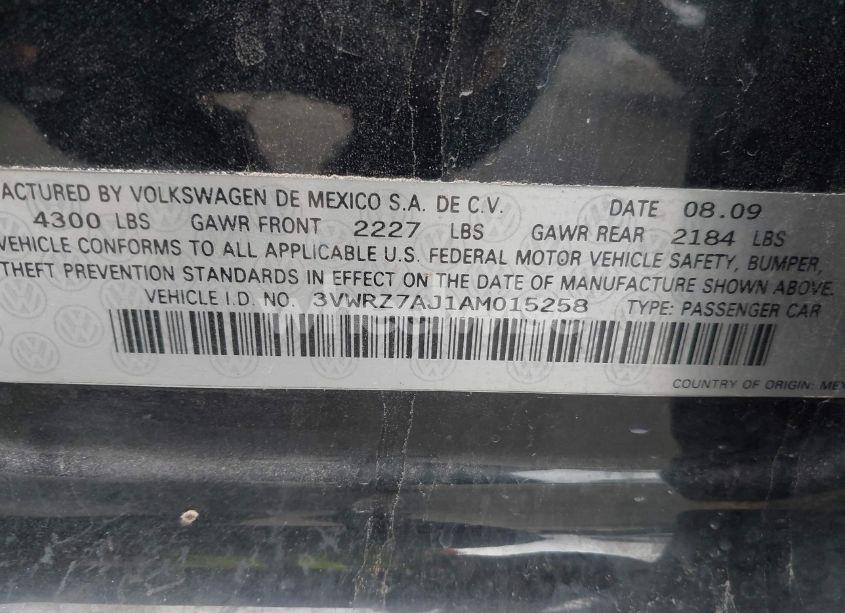 ACTURED BY VOLKSWAGEN DE MEXICO S.A. DE C.V. DATE 08.09
4300 LBS GAWR FRONT 2227 LBS GAWR REAR 2184 LBS
VEHICLE CONFORMS TO ALL APPLICABLE U.S. FEDERAL MOTOR VEHICLE SAFETY, BUMPER,
THEFT PREVENTION STANDARDS IN EFFECT ON THE DATE OF MANUFACTURE SHOWN ABOVE.
VEHICLE I.D. NO. 3VWRZ7AJ1AM015258 TYPE: PASSENGER CAR
COUNTRY OF ORIGIN: MEX